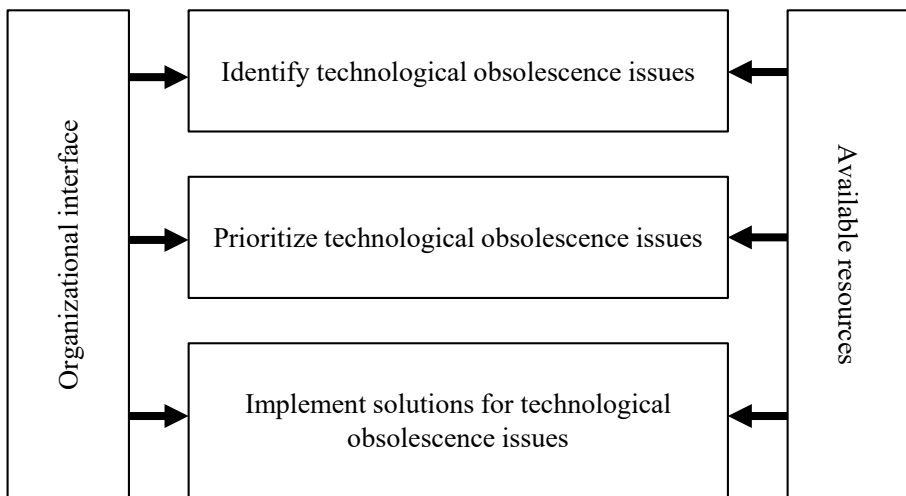 Organizational interface
Identify technological obsolescence issues
Prioritize technological obsolescence issues
Implement solutions for technological
obsolescence issues
Available resources